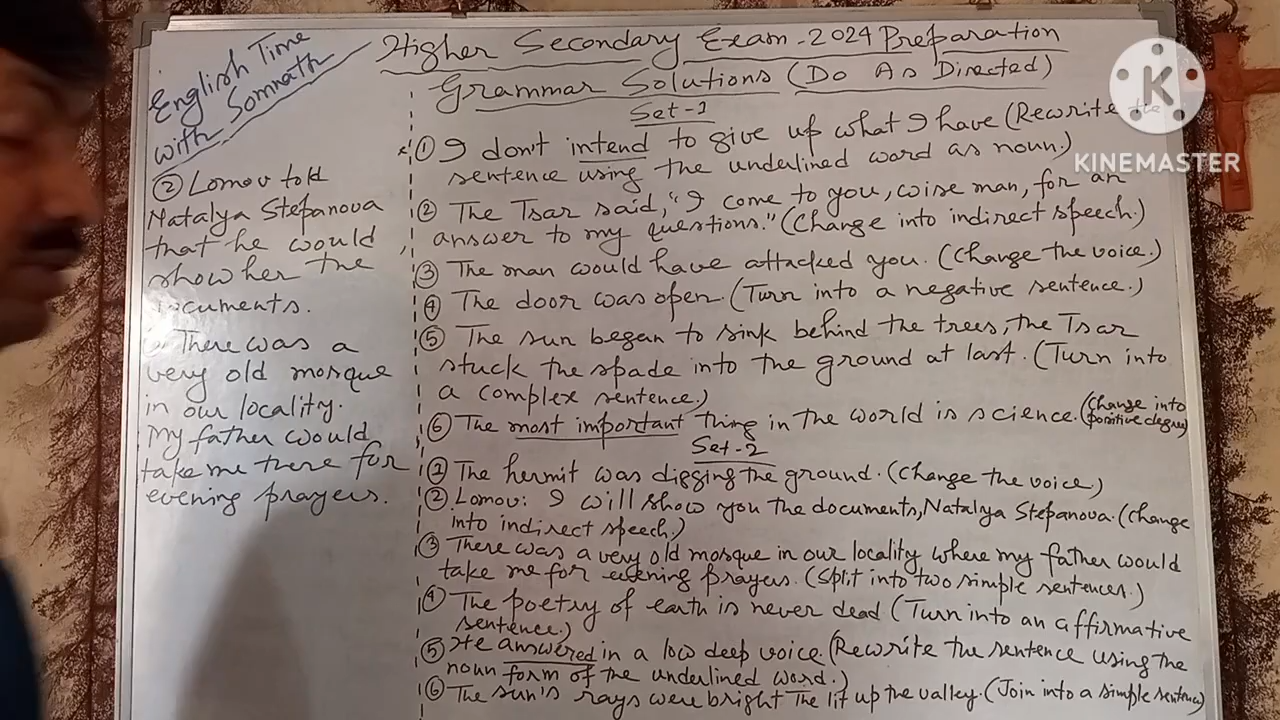 English Time
with Somnath
Higher Secondary Exam-2024 Preparation
Grammar Solutions (Do As Directed)
Set-1
① I don't intend to give up what I have (Rewrite the
sentence using the underlined word as noun.)
② The Tsar said, "I come to you, wise man, for an
answer to my questions." (Change into indirect speech.)
③ The man would have attacked you. (Change the voice.)
④ The door was open. (Turn into a negative sentence.)
⑤ The sun began to sink behind the trees, the Tsar
stuck the spade into the ground at last. (Turn into
a complex sentence.)
⑥ The most important thing in the world is science. (Change into
positive degree)
Set-2
① The hermit was digging the ground. (Change the voice.)
② Lomov: I will show you the documents, Natalya Stepanova. (Change
into indirect speech.)
③ There was a very old mosque in our locality where my father would
take me for evening prayers. (Split into two simple sentences.)
④ The poetry of earth is never dead (Turn into an affirmative
sentence.)
⑤ He answered in a low deep voice. (Rewrite the sentence using the
noun form of the underlined word.)
⑥ The sun's rays were bright The lit up the valley. (Join into a simple sentence)
② Lomov told
Natalya Stepanova
that he would
show her the
documents.
There was a
very old mosque
in our locality.
My father would
take me there for
evening prayers.
K
KINEMASTER